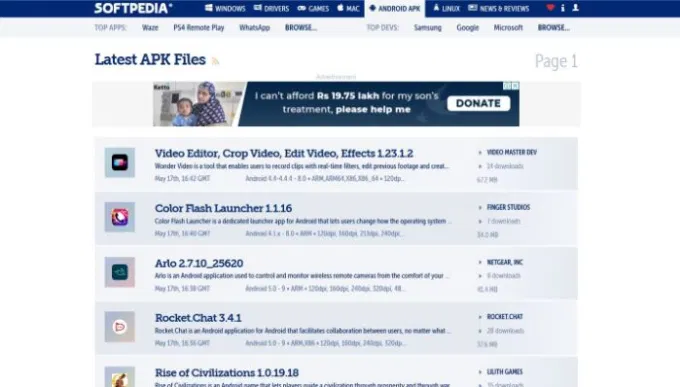 SOFTPEDIA®
WINDOWS DRIVERS GAMES MAC ANDROID APK LINUX NEWS & REVIEWS
TOP APPS: Waze PS4 Remote Play WhatsApp BROWSE... TOP DEVS: Samsung Google Microsoft BROWSE...
Latest APK Files Page 1
Advertisement
Ketto
I can't afford Rs 19.75 lakh for my son's
treatment, please help me
DONATE
Video Editor, Crop Video, Edit Video, Effects 1.23.1.2
VIDEO MASTER DEV
Wonder Video is a tool that enables users to record clips with real-time filters, edit previous footage and creat...
downloads
May 17th, 16:42 GMT Android 4.4-4.4.4 - 8.0 • ARM,ARM64,X86,X86_64 • 120dp...
67.2 MB
Color Flash Launcher 1.1.16
FINGER STUDIOS
Color Flash Launcher is a dedicated launcher app for Android that lets users change how the operating system ...
7 downloads
May 17th, 16:40 GMT Android 4.1.x - 8.0 • ARM • 120dpi, 160dpi, 213dpi, 240dpi...
MB
Arlo 2.7.10_25620
NETGEAR, INC
Arlo is an Android application used to control and monitor wireless remote cameras from the comfort of your ...
downloads
May 17th, 16:38 GMT Android 5.0 - 9 • ARM • 120dpi, 160dpi, 240dpi, 320dpi, 48...
MB
Rocket.Chat 3.4.1
ROCKET.CHAT
Rocket.Chat is an Android application for Android that facilitates collaboration between users, no matter what...
28 downloads
May 17th, 16:36 GMT Android 5.0 - 9 • ARM,X86 • 120dpi, 160dpi, 240dpi, 320dpi...
MB
Rise of Civilizations 1.0.19.18
LILITH GAMES
Rise of Civilizations is an Android game that lets players guide a civilization through prosperity and through war
downloads